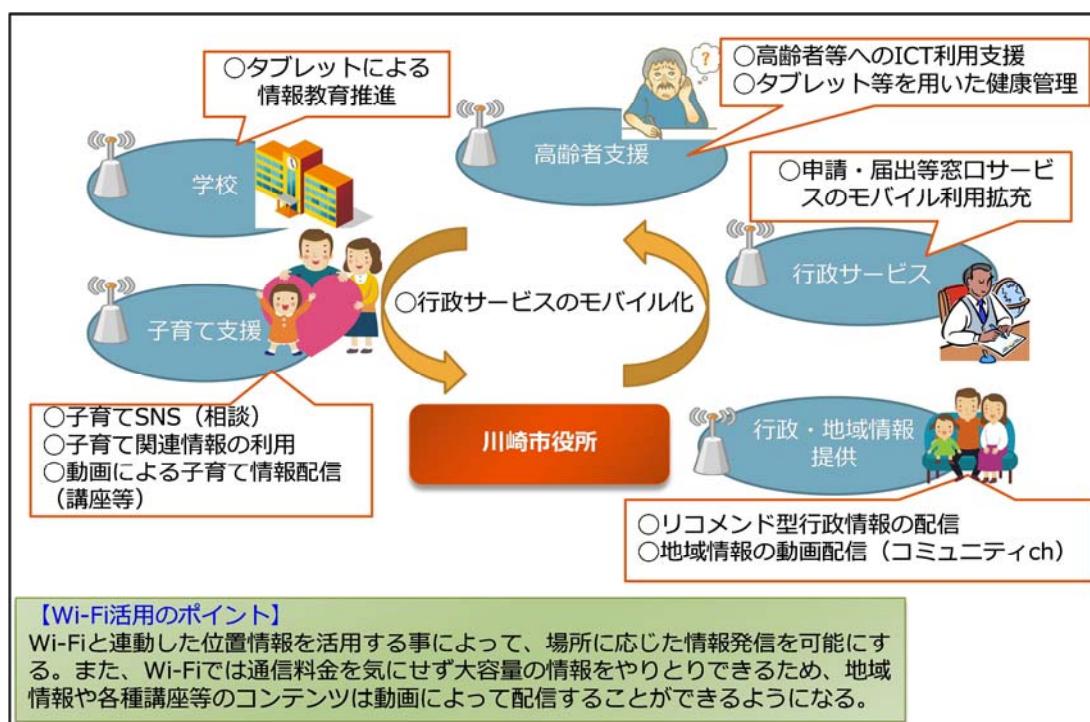 ○タブレットによる
情報教育推進
学校
?
○高齢者等へのICT利用支援
○タブレット等を用いた健康管理
高齢者支援
○申請・届出等窓口サービ
スのモバイル利用拡充
行政サービス
○行政サービスのモバイル化
子育て支援
○子育てSNS（相談）
○子育て関連情報の利用
○動画による子育て情報配信
（講座等）
川崎市役所
行政・地域情報
提供
○リコメンド型行政情報の配信
○地域情報の動画配信（コミュニティch）
【Wi-Fi活用のポイント】
Wi-Fiと連動した位置情報を活用する事によって、場所に応じた情報発信を可能にす
る。また、Wi-Fiでは通信料金を気にせず大容量の情報をやりとりできるため、地域
情報や各種講座等のコンテンツは動画によって配信することができるようになる。